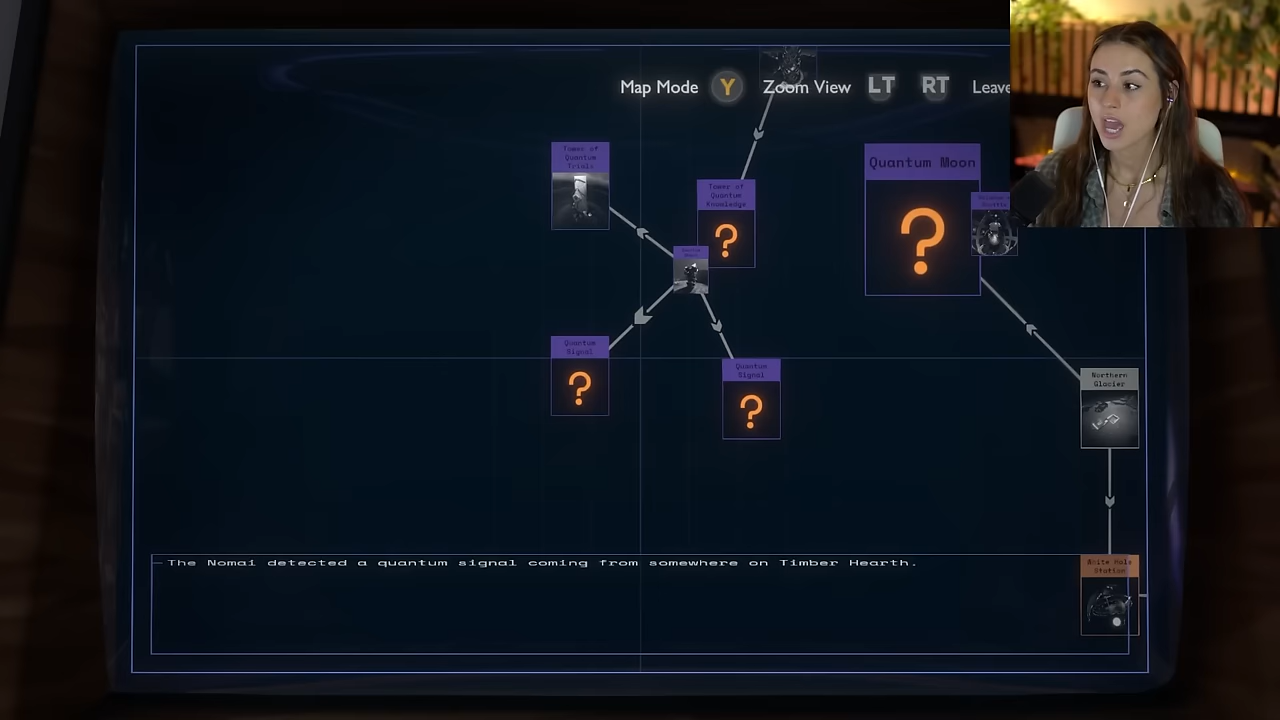 Map Mode Y Zoom View LT RT Leave
Tower of
Quantum
Trials
Quantum Moon
Tower of
Quantum
Knowledge
?
?
Quantum
Signal
?
Quantum
Signal
?
Northern
Glacier
The Nomai detected a quantum signal coming from somewhere on Timber Hearth.
White Hole
Station